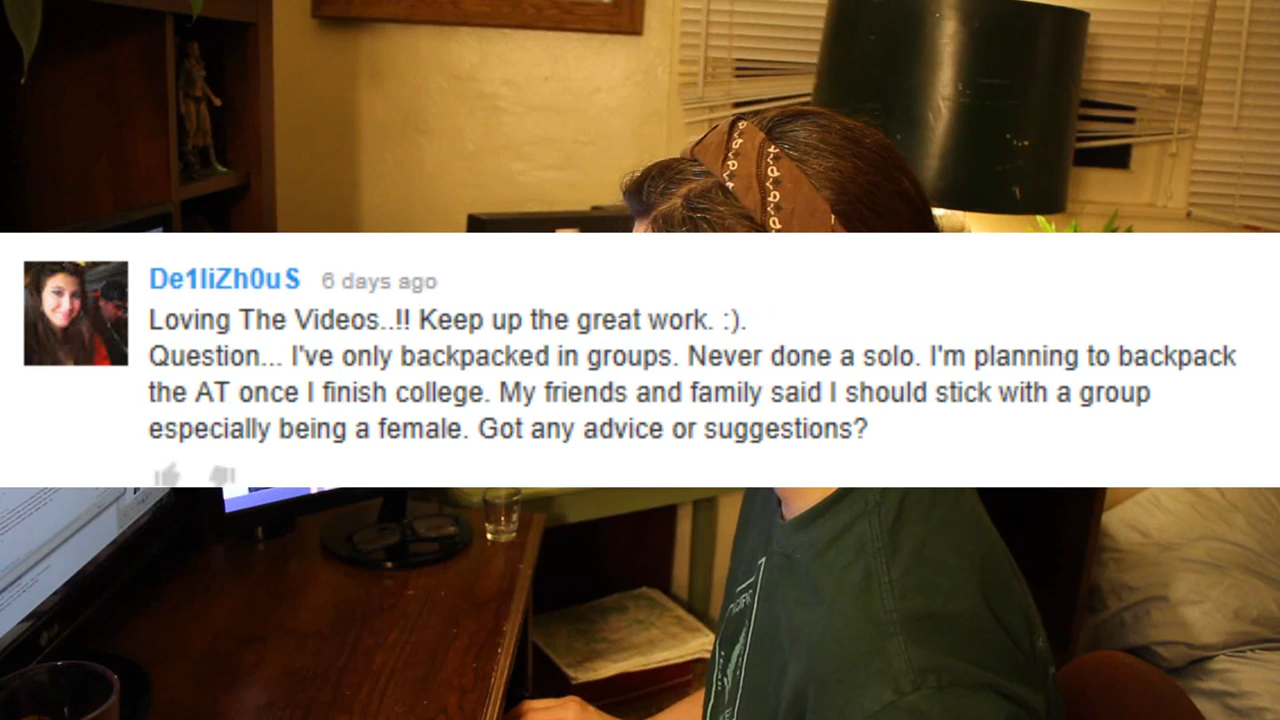 De1liZh0uS 6 days ago
Loving The Videos..!! Keep up the great work. :).
Question... I've only backpacked in groups. Never done a solo. I'm planning to backpack
the AT once I finish college. My friends and family said I should stick with a group
especially being a female. Got any advice or suggestions?
LG